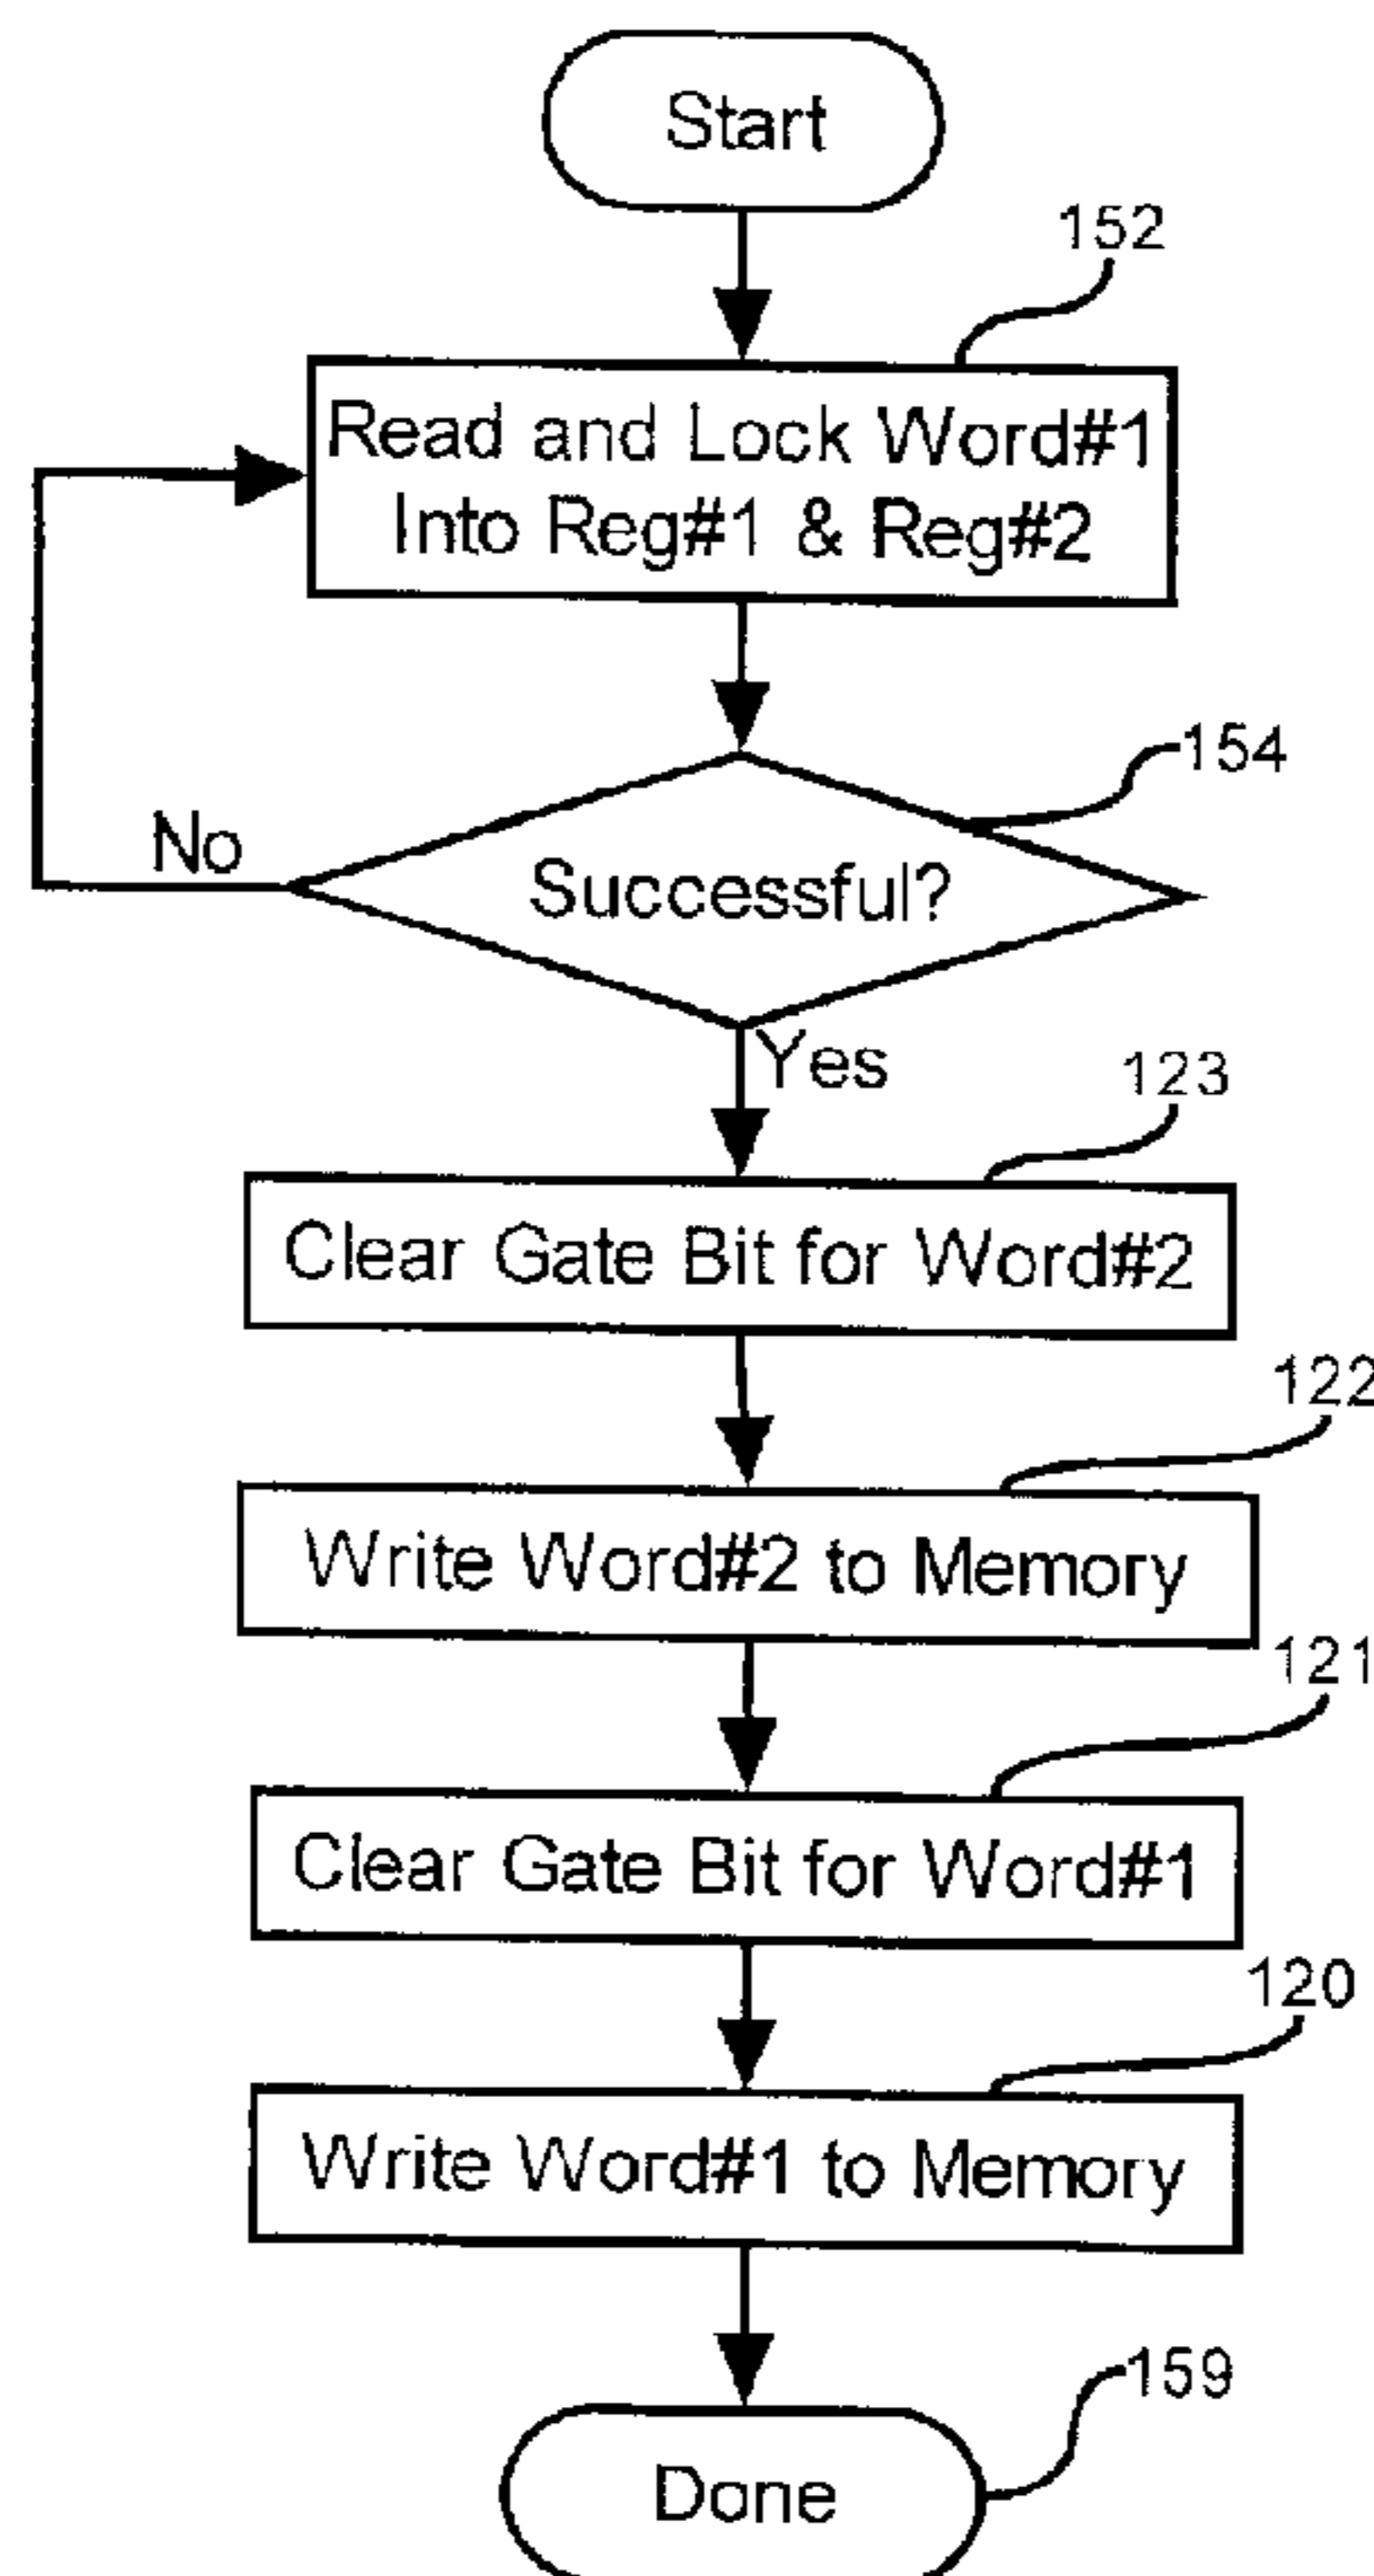 Start
152
Read and Lock Word#1
Into Reg#1 & Reg#2
154
Successful?
No
Yes
123
Clear Gate Bit for Word#2
122
Write Word#2 to Memory
121
Clear Gate Bit for Word#1
120
Write Word#1 to Memory
159
Done